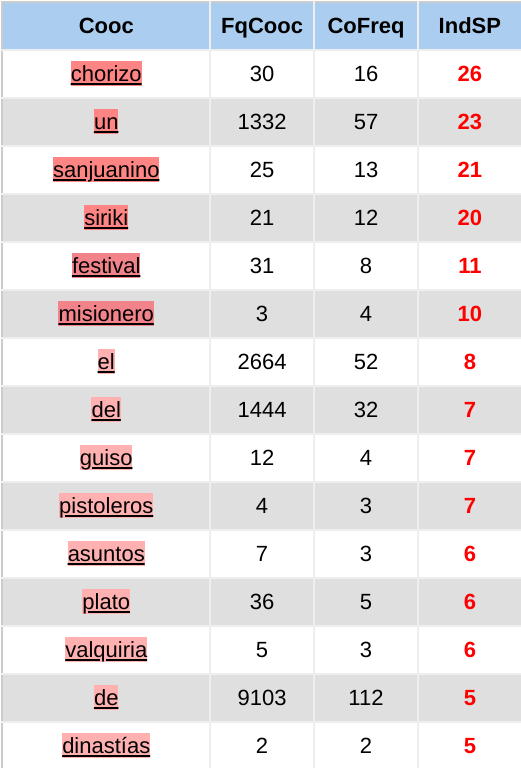 Cooc FqCooc CoFreq IndSP
chorizo 30 16 26
un 1332 57 23
sanjuanino 25 13 21
siriki 21 12 20
festival 31 8 11
misionero 3 4 10
el 2664 52 8
del 1444 32 7
guiso 12 4 7
pistoleros 4 3 7
asuntos 7 3 6
plato 36 5 6
valquiria 5 3 6
de 9103 112 5
dinastías 2 2 5